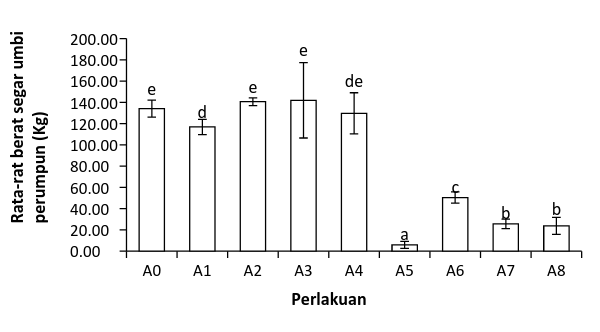 Rata-rat berat segar umbi
perumpun (Kg)
200.00
180.00
160.00
140.00
120.00
100.00
80.00
60.00
40.00
20.00
0.00
e
d
e
e
de
a
c
b
b
A0 A1 A2 A3 A4 A5 A6 A7 A8
Perlakuan